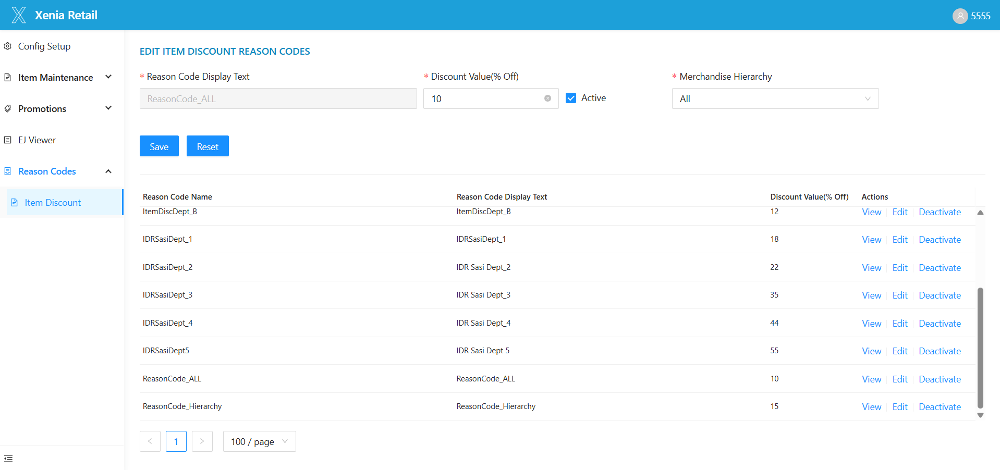 Xenia Retail
5555
Config Setup
Item Maintenance
Promotions
EJ Viewer
Reason Codes
Item Discount
EDIT ITEM DISCOUNT REASON CODES
* Reason Code Display Text
* Discount Value(% Off)
* Merchandise Hierarchy
ReasonCode_ALL
10
Active
All
Save
Reset
Reason Code Name Reason Code Display Text Discount Value(% Off) Actions
ItemDiscDept_B ItemDiscDept_B 12 View Edit Deactivate
IDRSasiDept_1 IDRSasiDept_1 18 View Edit Deactivate
IDRSasiDept_2 IDR Sasi Dept_2 22 View Edit Deactivate
IDRSasiDept_3 IDR Sasi Dept_3 35 View Edit Deactivate
IDRSasiDept_4 IDR Sasi Dept_4 44 View Edit Deactivate
IDRSasiDept5 IDR Sasi Dept 5 55 View Edit Deactivate
ReasonCode_ALL ReasonCode_ALL 10 View Edit Deactivate
ReasonCode_Hierarchy ReasonCode_Hierarchy 15 View Edit Deactivate
< 1 > 100 / page